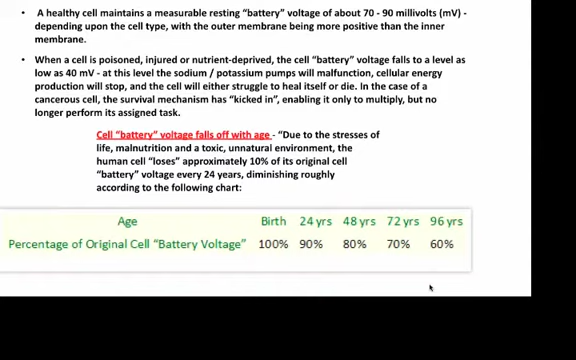 • A healthy cell maintains a measurable resting "battery" voltage of about 70 - 90 millivolts (mV) -
depending upon the cell type, with the outer membrane being more positive than the inner
membrane.
• When a cell is poisoned, injured or nutrient-deprived, the cell "battery" voltage falls to a level as
low as 40 mV - at this level the sodium / potassium pumps will malfunction, cellular energy
production will stop, and the cell will either struggle to heal itself or die. In the case of a
cancerous cell, the survival mechanism has "kicked in", enabling it only to multiply, but no
longer perform its assigned task.
Cell "battery" voltage falls off with age - "Due to the stresses of
life, malnutrition and a toxic, unnatural environment, the
human cell "loses" approximately 10% of its original cell
"battery" voltage every 24 years, diminishing roughly
according to the following chart:
Age Birth 24 yrs 48 yrs 72 yrs 96 yrs
Percentage of Original Cell "Battery Voltage" 100% 90% 80% 70% 60%